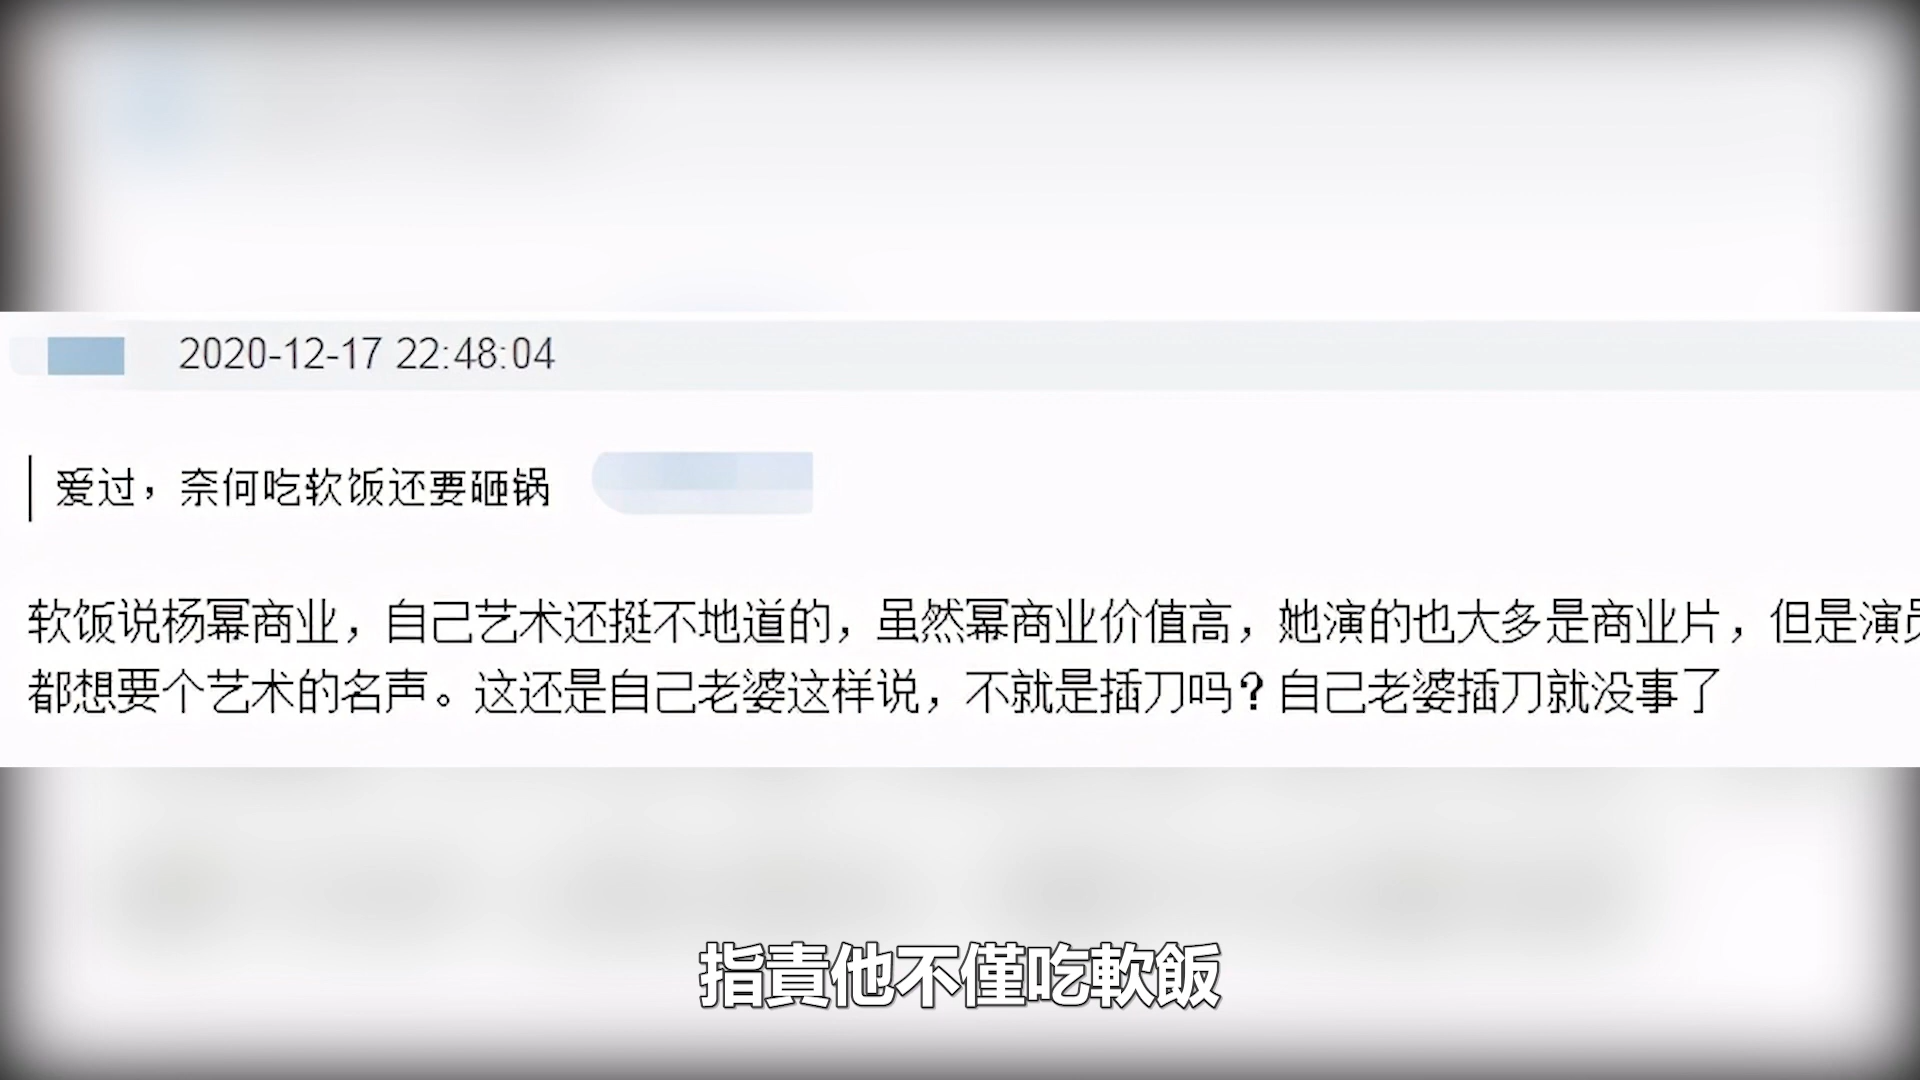 2020-12-17 22:48:04
爱过，奈何吃软饭还要砸锅
软饭说杨幂商业，自己艺术还挺不地道的，虽然幂商业价值高，她演的也大多是商业片，但是演员
都想要个艺术的名声。这还是自己老婆这样说，不就是插刀吗？自己老婆插刀就没事了
指責他不僅吃軟飯